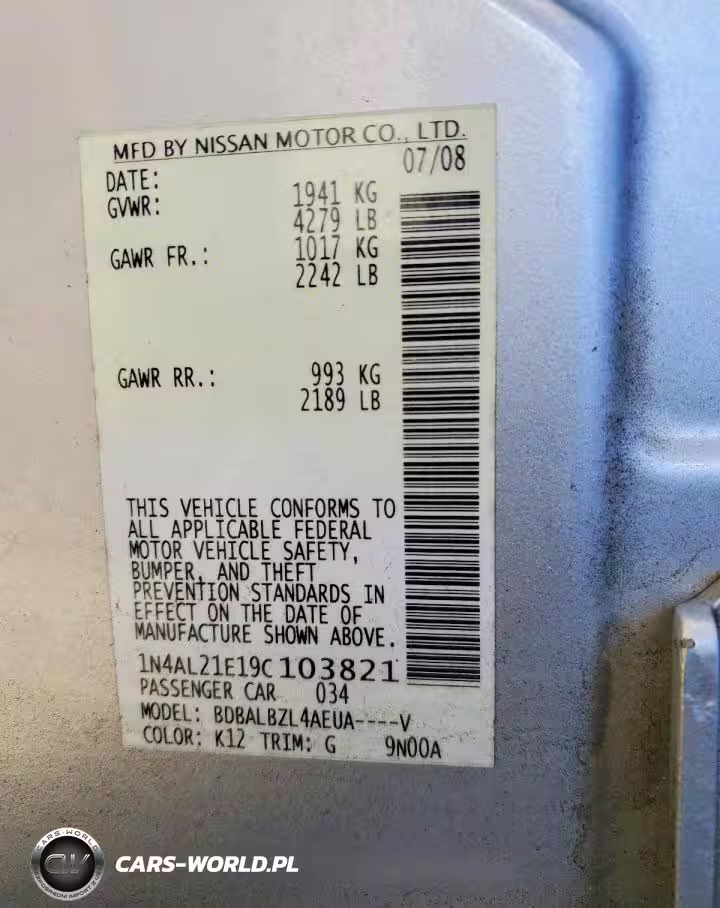 MFD BY NISSAN MOTOR CO., LTD.
DATE: 07/08
GVWR: 1941 KG
4279 LB
GAWR FR.: 1017 KG
2242 LB
GAWR RR.: 993 KG
2189 LB
THIS VEHICLE CONFORMS TO
ALL APPLICABLE FEDERAL
MOTOR VEHICLE SAFETY,
BUMPER, AND THEFT
PREVENTION STANDARDS IN
EFFECT ON THE DATE OF
MANUFACTURE SHOWN ABOVE.
1N4AL21E19C103821
PASSENGER CAR 034
MODEL: BDBALBZL4AEUA----V
COLOR: K12 TRIM: G 9N00A
CARS-WORLD
CW
CARS-WORLD.PL